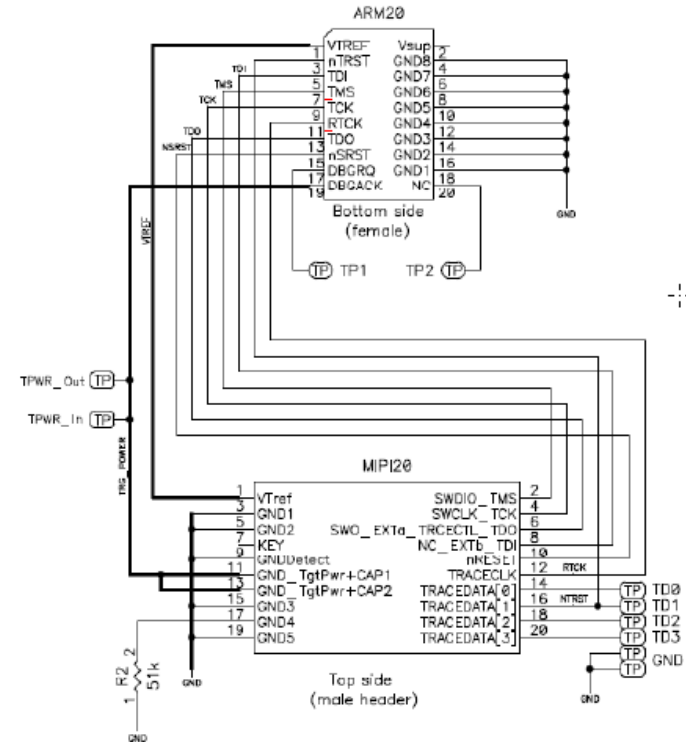 ARM20
1 VTREF Vsup 2
3 nTRST GND8 4
5 TDI GND7 6
7 TMS GND6 8
9 TCK GND5 10
11 RTCK GND4 12
13 TDO GND3 14
15 nSRST GND2 16
17 DBGRQ GND1 18
19 DBGACK NC 20
TDI
TMS
TCK
TDO
NSRST
VTREF
Bottom side
(female)
GND
TP TP1
TP2 TP
TPWR_Out TP
TPWR_In TP
TRG_POWER
MIPI20
1 VTref SWDIO_TMS 2
3 GND1 SWCLK_TCK 4
5 GND2 SWO_EXTa_TRCECTL_TDO 6
7 KEY NC_EXTb_TDI 8
9 GNDDetect nRESET 10
11 GND_TgtPwr+CAP1 TRACECLK 12 RTCK
13 GND_TgtPwr+CAP2 TRACEDATA[0] 14 TP TD0
15 GND3 TRACEDATA[1] 16 NTRST TP TD1
17 GND4 TRACEDATA[2] 18 TP TD2
19 GND5 TRACEDATA[3] 20 TP TD3
TP GND
TP
R2 2
51k 1
GND
GND
GND
Top side
(male header)